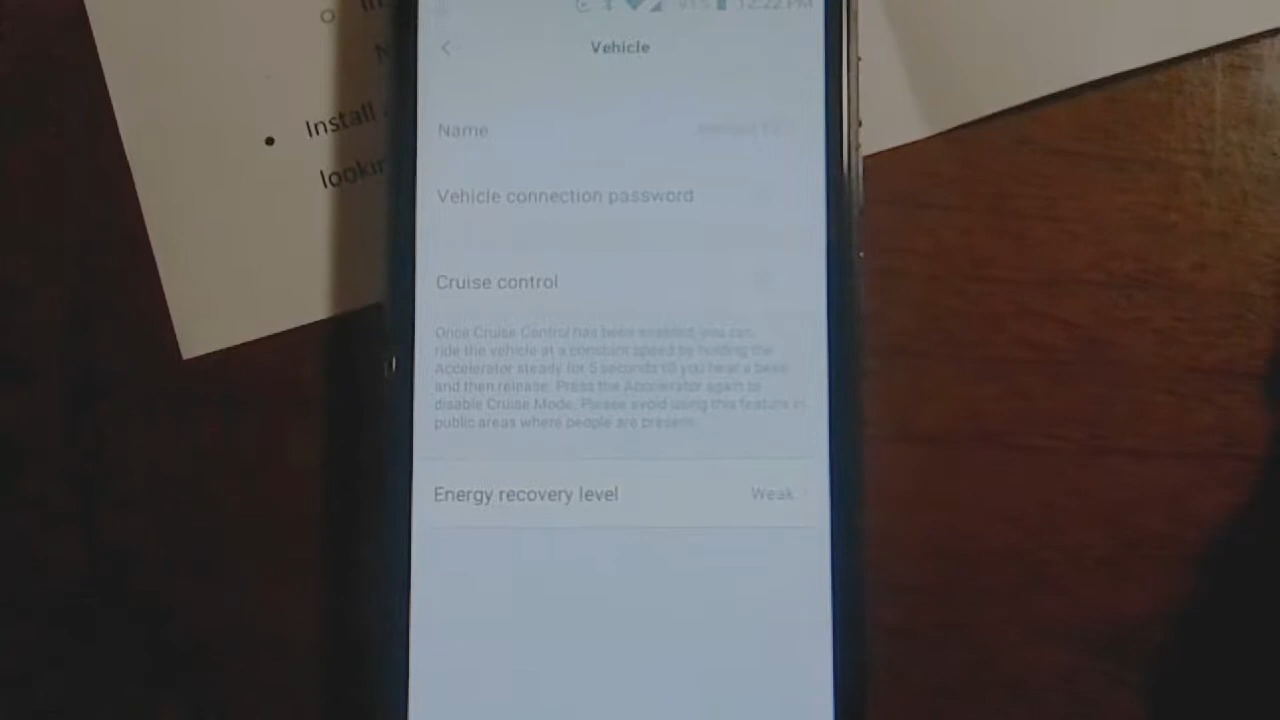 12:22 PM
Vehicle
Install
Name
Vehicle connection password
Cruise control
Once Cruise Control has been enabled, you can
ride the vehicle at a constant speed by holding the
Accelerator steady for 5 seconds till you hear a beep
and then release. Press the Accelerator again to
disable Cruise Mode. Please avoid using this feature in
public areas where people are present.
Energy recovery level
Weak